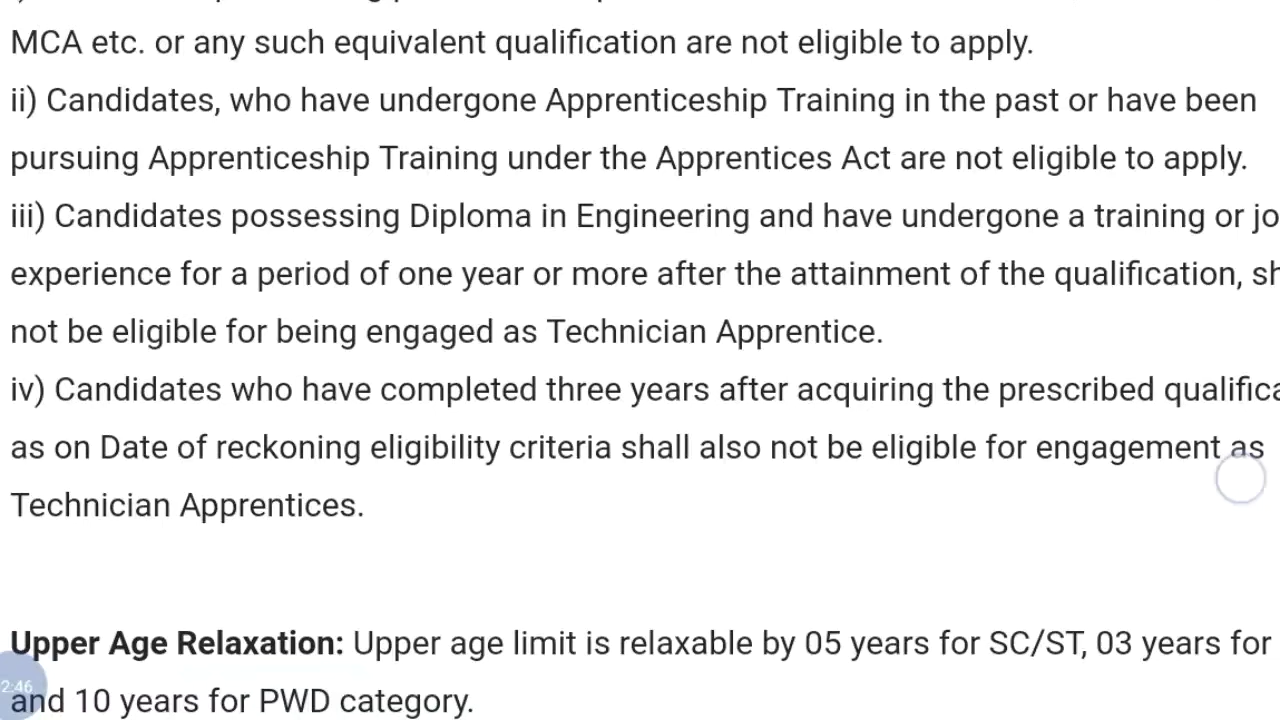 MCA etc. or any such equivalent qualification are not eligible to apply.
ii) Candidates, who have undergone Apprenticeship Training in the past or have been
pursuing Apprenticeship Training under the Apprentices Act are not eligible to apply.
iii) Candidates possessing Diploma in Engineering and have undergone a training or jo
experience for a period of one year or more after the attainment of the qualification, sh
not be eligible for being engaged as Technician Apprentice.
iv) Candidates who have completed three years after acquiring the prescribed qualifica
as on Date of reckoning eligibility criteria shall also not be eligible for engagement as
Technician Apprentices.
Upper Age Relaxation: Upper age limit is relaxable by 05 years for SC/ST, 03 years for
and 10 years for PWD category.
2:46